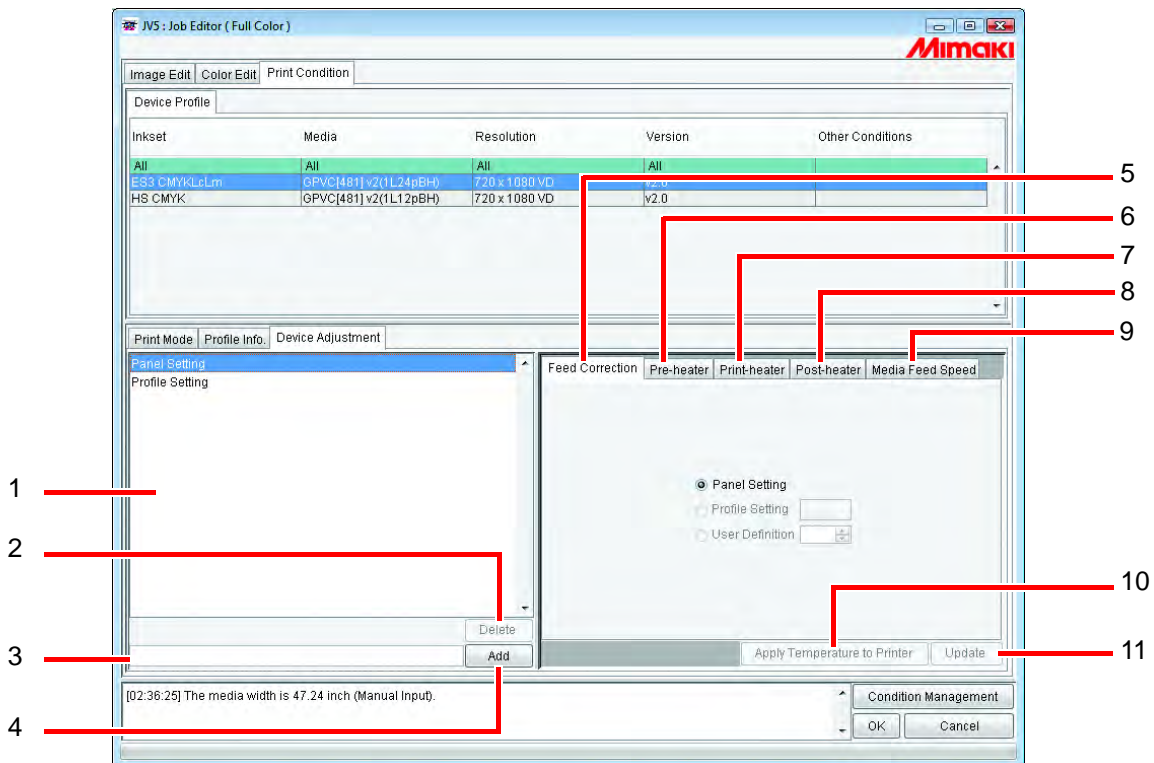 JV5 : Job Editor ( Full Color )
Mimaki
Image Edit Color Edit Print Condition
Device Profile
Inkset Media Resolution Version Other Conditions
All All All All
ES3 CMYKLcLm GPVC[481] v2(1L24pBH) 720 x 1080 VD v2.0
HS CMYK GPVC[481] v2(1L12pBH) 720 x 1080 VD v2.0
5
6
7
8
9
Print Mode Profile Info. Device Adjustment
Panel Setting
Profile Setting
Feed Correction Pre-heater Print-heater Post-heater Media Feed Speed
Panel Setting
Profile Setting
User Definition
1
2
3
4
Delete
Add
10
11
Apply Temperature to Printer Update
[02:36:25] The media width is 47.24 inch (Manual Input).
Condition Management
OK Cancel